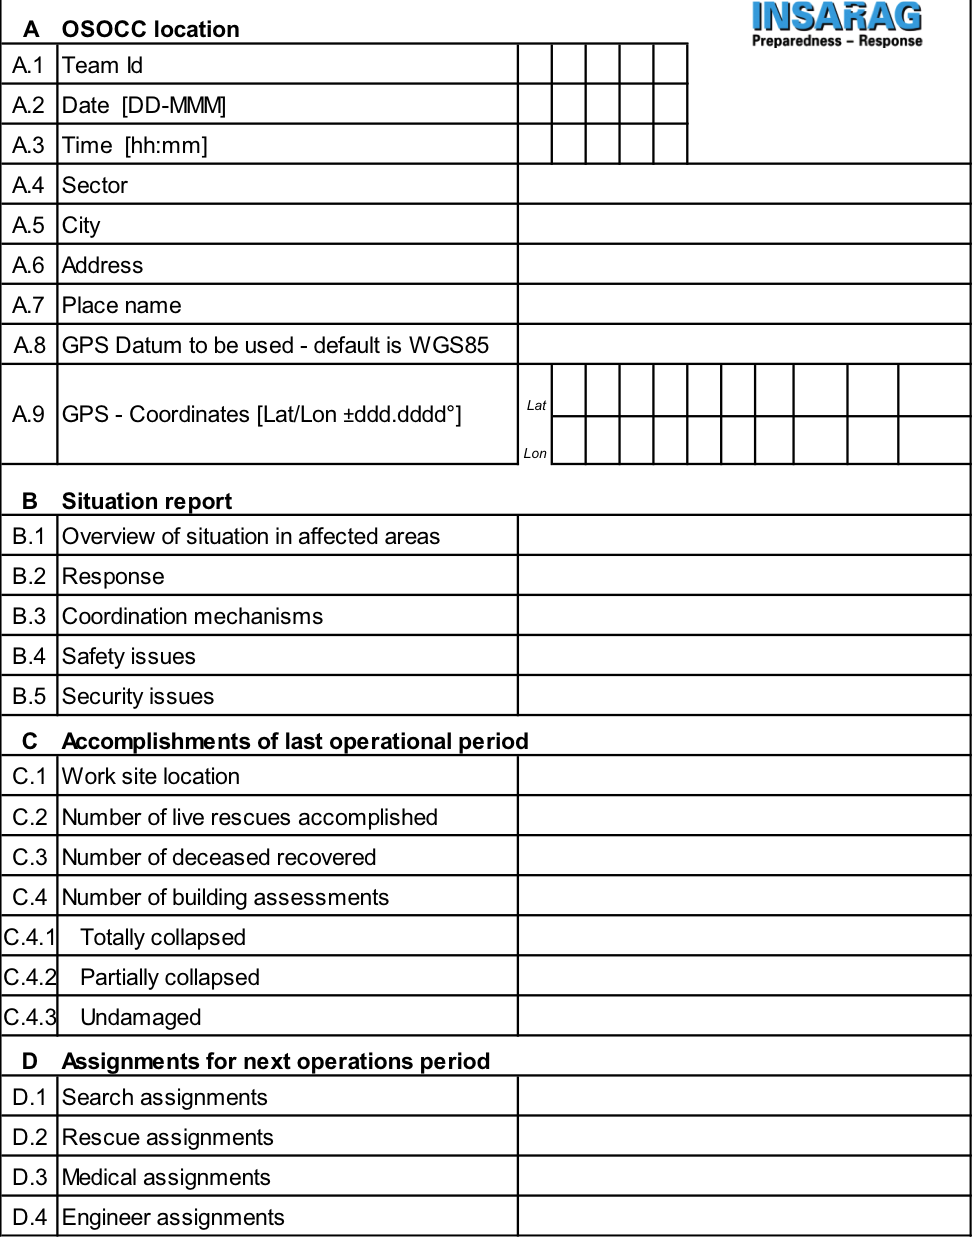 INSARAG
Preparedness – Response
A OSOCC location
A.1 Team Id
A.2 Date [DD-MMM]
A.3 Time [hh:mm]
A.4 Sector
A.5 City
A.6 Address
A.7 Place name
A.8 GPS Datum to be used - default is WGS85
Lat
A.9 GPS - Coordinates [Lat/Lon ±ddd.dddd°]
Lon
B Situation report
B.1 Overview of situation in affected areas
B.2 Response
B.3 Coordination mechanisms
B.4 Safety issues
B.5 Security issues
C Accomplishments of last operational period
C.1 Work site location
C.2 Number of live rescues accomplished
C.3 Number of deceased recovered
C.4 Number of building assessments
C.4.1 Totally collapsed
C.4.2 Partially collapsed
C.4.3 Undamaged
D Assignments for next operations period
D.1 Search assignments
D.2 Rescue assignments
D.3 Medical assignments
D.4 Engineer assignments